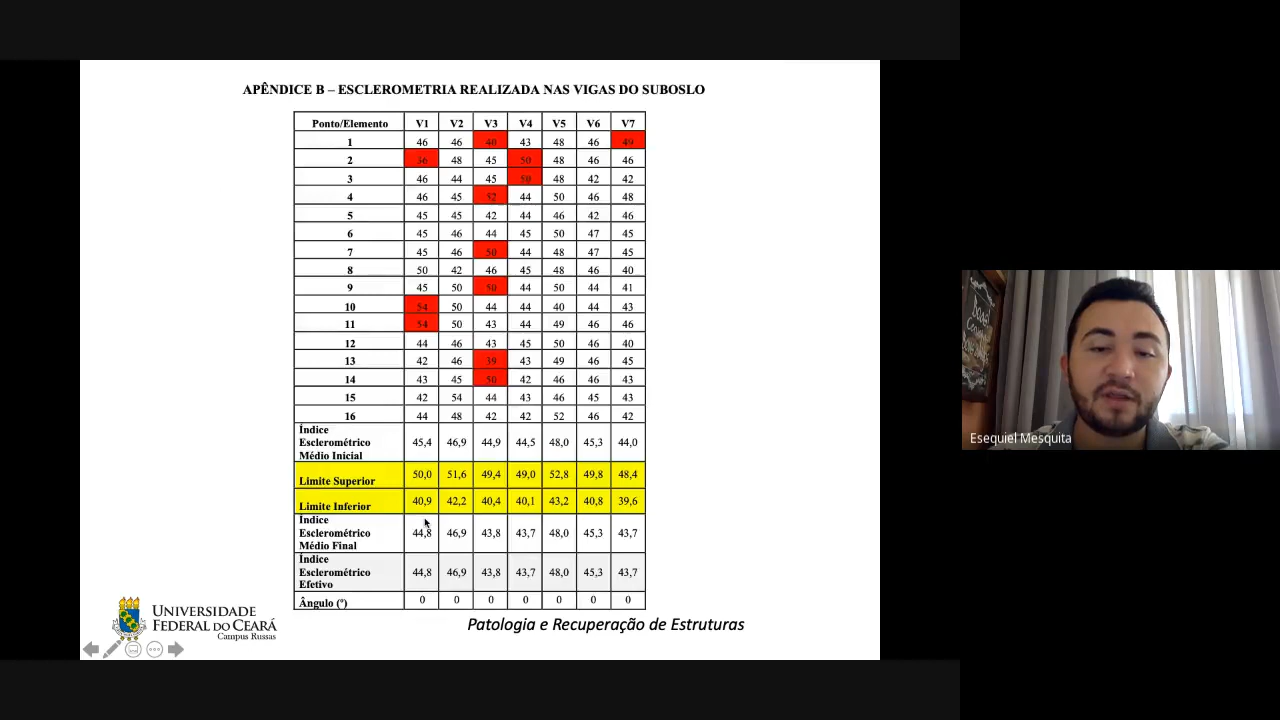 APÊNDICE B – ESCLEROMETRIA REALIZADA NAS VIGAS DO SUBOSLO
Ponto/Elemento V1 V2 V3 V4 V5 V6 V7
1 46 46 40 43 48 46 49
2 36 48 45 50 48 46 46
3 46 44 45 50 48 42 42
4 46 45 52 44 50 46 48
5 45 45 42 44 46 42 46
6 45 46 44 45 50 47 45
7 45 46 50 44 48 47 45
8 50 42 46 45 48 46 40
9 45 50 50 44 50 44 41
10 54 50 44 44 40 44 43
11 54 50 43 44 49 46 46
12 44 46 43 45 50 46 40
13 42 46 39 43 49 46 45
14 43 45 50 42 46 46 43
15 42 54 44 43 46 45 43
16 44 48 42 42 52 46 42
Índice
Esclerométrico 45,4 46,9 44,9 44,5 48,0 45,3 44,0
Médio Inicial
Limite Superior 50,0 51,6 49,4 49,0 52,8 49,8 48,4
Limite Inferior 40,9 42,2 40,4 40,1 43,2 40,8 39,6
Índice
Esclerométrico 44,8 46,9 43,8 43,7 48,0 45,3 43,7
Médio Final
Índice
Esclerométrico 44,8 46,9 43,8 43,7 48,0 45,3 43,7
Efetivo
Ângulo (º) 0 0 0 0 0 0 0
UNIVERSIDADE
FEDERAL DO CEARÁ
Campus Russas
Patologia e Recuperação de Estruturas
Esequiel Mesquita